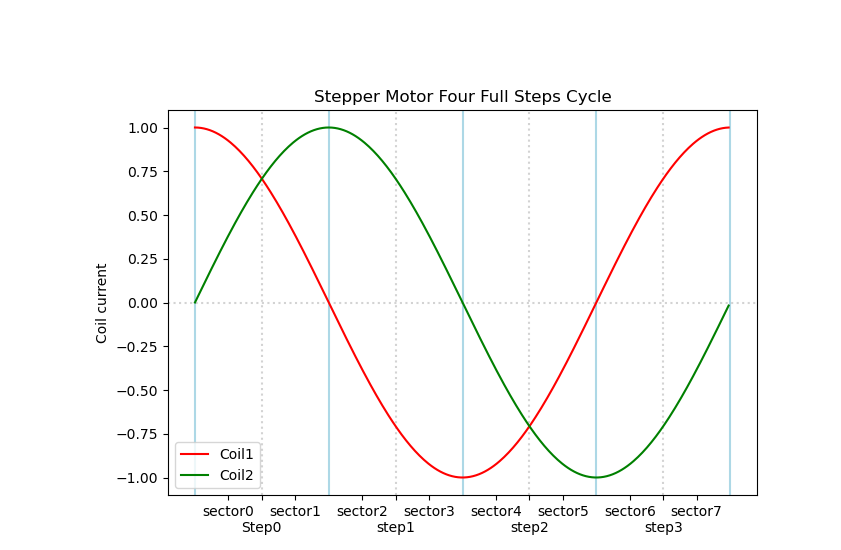 Stepper Motor Four Full Steps Cycle
1.00
0.75
0.50
0.25
0.00
−0.25
−0.50
−0.75
−1.00
Coil current
Coil1
Coil2
sector0 sector1 sector2 sector3 sector4 sector5 sector6 sector7
Step0 step1 step2 step3